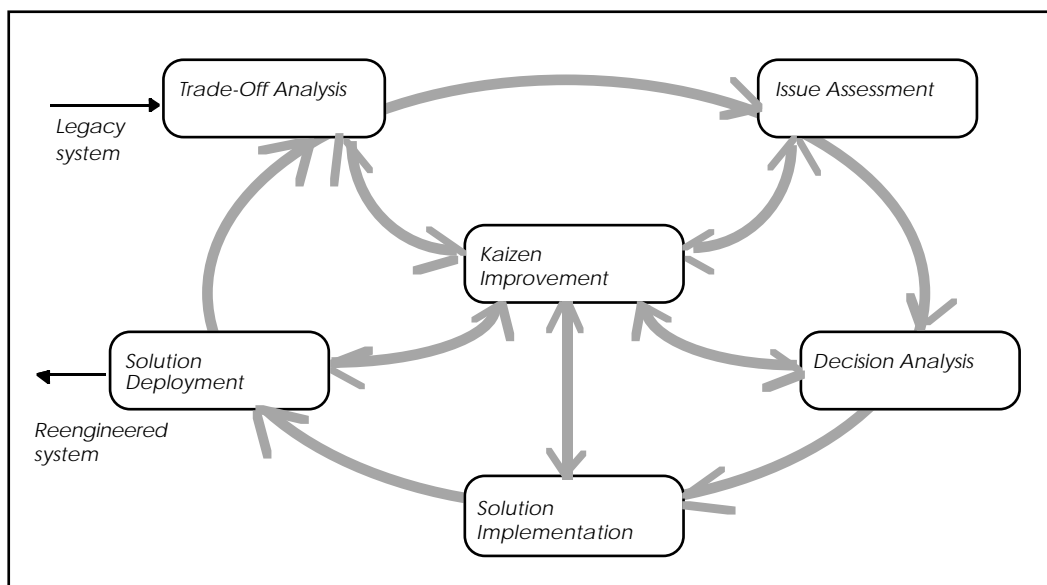 Trade-Off Analysis
Issue Assessment
Legacy
system
Kaizen
Improvement
Solution
Deployment
Decision Analysis
Reengineered
system
Solution
Implementation